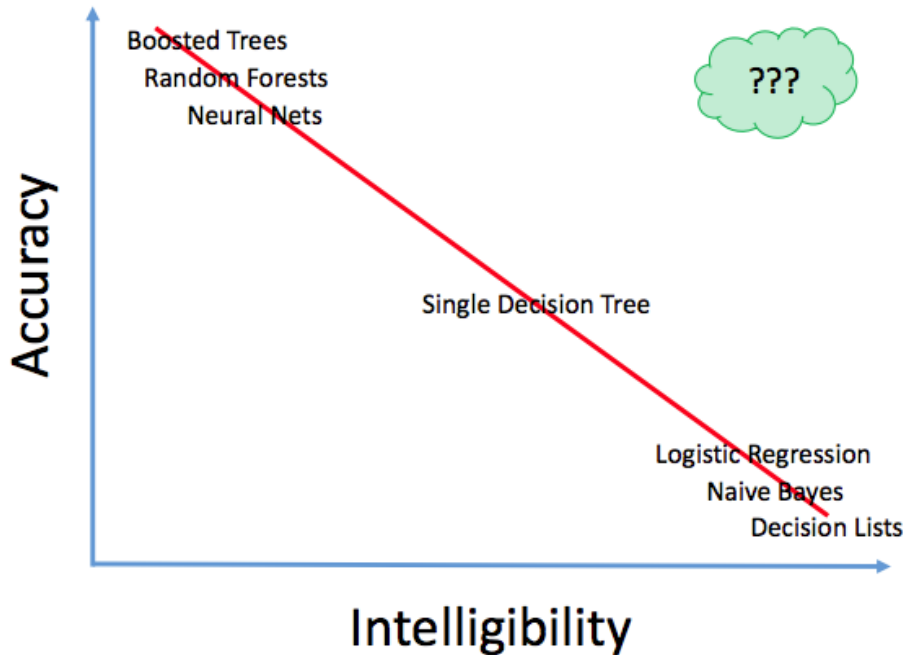 Boosted Trees
???
Random Forests
Neural Nets
Accuracy
Single Decision Tree
Logistic Regression
Naive Bayes
Decision Lists
Intelligibility